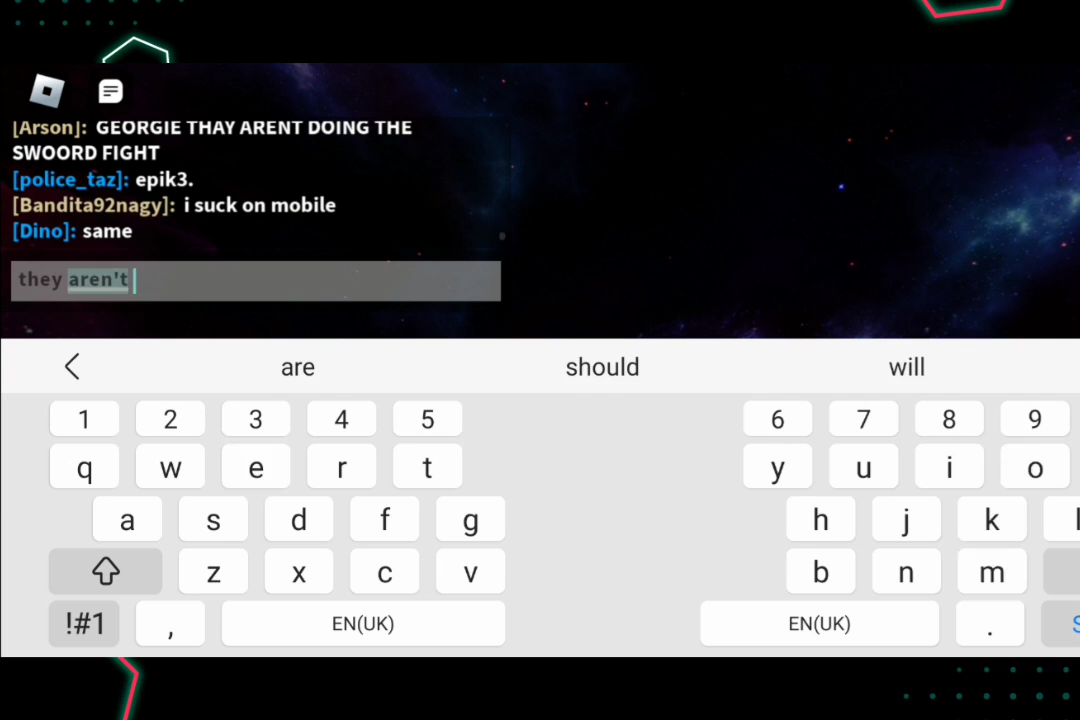 [Arson]: GEORGIE THAY ARENT DOING THE
SWOORD FIGHT
[police_taz]: epik3.
[Bandita92nagy]: i suck on mobile
[Dino]: same
they aren't
are should will
1 2 3 4 5 6 7 8 9
q w e r t y u i o
a s d f g h j k l
z x c v b n m
!#1 , EN(UK) EN(UK) . S